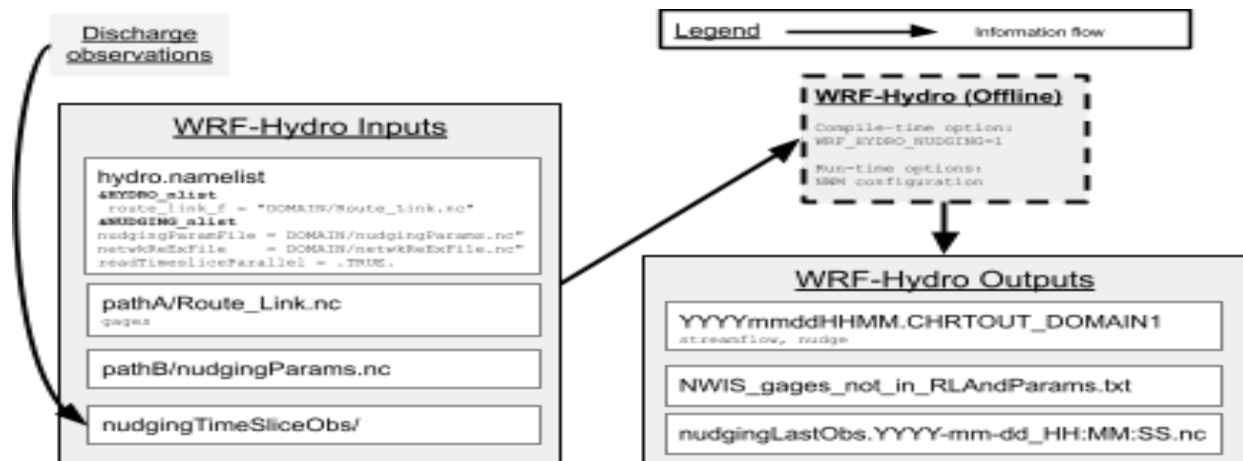 Discharge
observations
Legend
Information flow
WRF-Hydro Inputs
hydro.namelist
&HYDRO_nlist
route_link_f = "DOMAIN/Route_Link.nc"
&NUDGING_nlist
nudgingParamFile = DOMAIN/nudgingParams.nc"
netwkReExFile = DOMAIN/netwkReExFile.nc"
readTimesliceParallel = .TRUE.
pathA/Route_Link.nc
gages
pathB/nudgingParams.nc
nudgingTimeSliceObs/
WRF-Hydro (Offline)
Compile-time option:
WRF_HYDRO_NUDGING=1
Run-time options:
NWM configuration
WRF-Hydro Outputs
YYYYmmddHHMM.CHRTOUT_DOMAIN1
streamflow, nudge
NWIS_gages_not_in_RLAndParams.txt
nudgingLastObs.YYYY-mm-dd_HH:MM:SS.nc